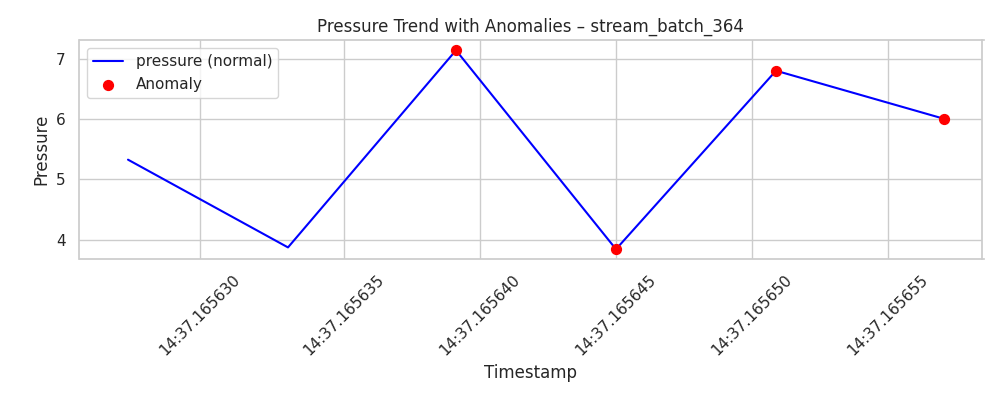 Pressure Trend with Anomalies – stream_batch_364
pressure (normal)
Anomaly
Pressure
7
6
5
4
14:37.165630
14:37.165635
14:37.165640
14:37.165645
14:37.165650
14:37.165655
Timestamp